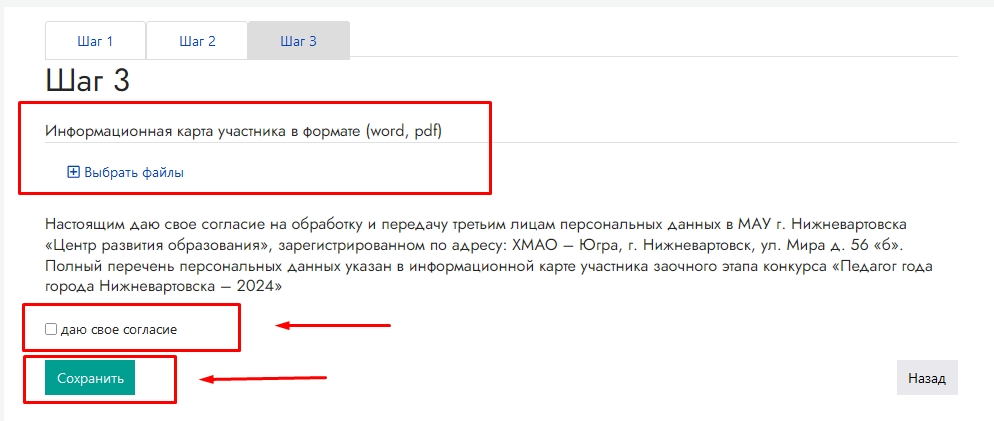 Шаг 1 Шаг 2 Шаг 3
Шаг 3
Информационная карта участника в формате (word, pdf)
Выбрать файлы
Настоящим даю свое согласие на обработку и передачу третьим лицам персональных данных в МАУ г. Нижневартовска
«Центр развития образования», зарегистрированном по адресу: ХМАО – Югра, г. Нижневартовск, ул. Мира д. 56 «б».
Полный перечень персональных данных указан в информационной карте участника заочного этапа конкурса «Педагог года
города Нижневартовска – 2024»
даю свое согласие
Сохранить Назад